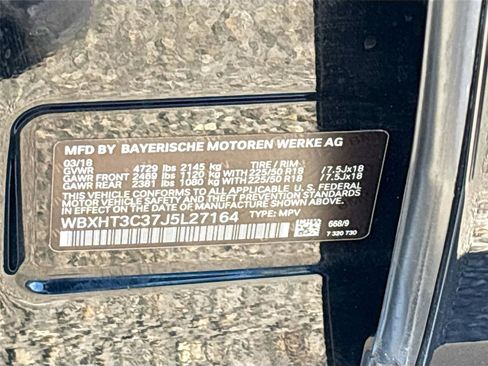 MFD BY BAYERISCHE MOTOREN WERKE AG
03/18 TIRE / RIM
GVWR 4729 lbs 2145 kg
GAWR FRONT 2469 lbs 1120 kg WITH 225/50 R18 /7.5Jx18
GAWR REAR 2381 lbs 1080 kg WITH 225/50 R18 /7.5Jx18
THIS VEHICLE CONFORMS TO ALL APPLICABLE U. S. FEDERAL
MOTOR VEHICLE SAFETY, BUMPER, AND THEFT PREVENTION
STANDARDS IN EFFECT ON THE DATE OF MANUFACTURE
SHOWN ABOVE.
WBXHT3C37J5L27164 TYPE: MPV
668/9
7 320 730